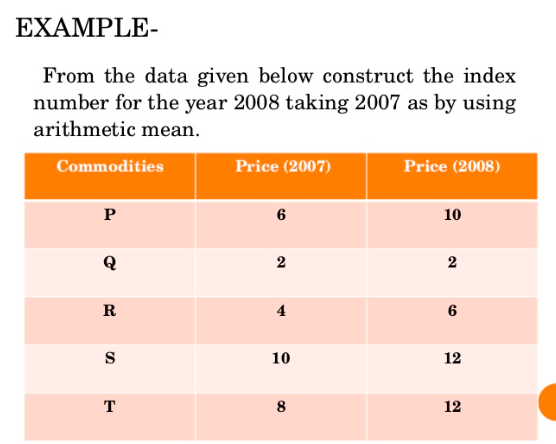 EXAMPLE-
From the data given below construct the index
number for the year 2008 taking 2007 as by using
arithmetic mean.
Commodities Price (2007) Price (2008)
P 6 10
Q 2 2
R 4 6
S 10 12
T 8 12